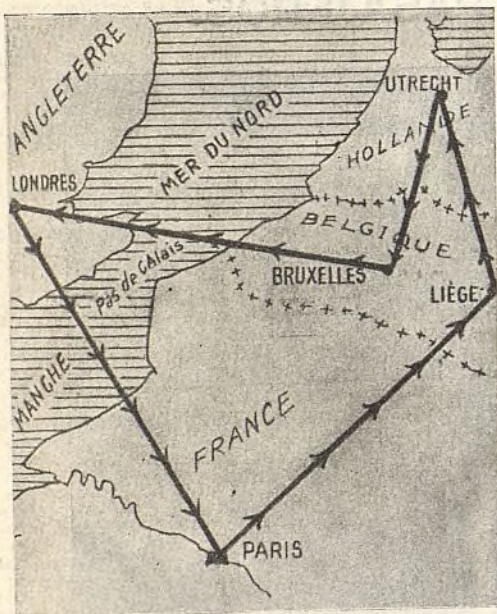 ANGLETERRE
UTRECHT
HOLLANDE
MER DU NORD
LONDRES
BELGIQUE
Pas de CAlais
BRUXELLES
LIÈGE
MANCHE
FRANCE
PARIS